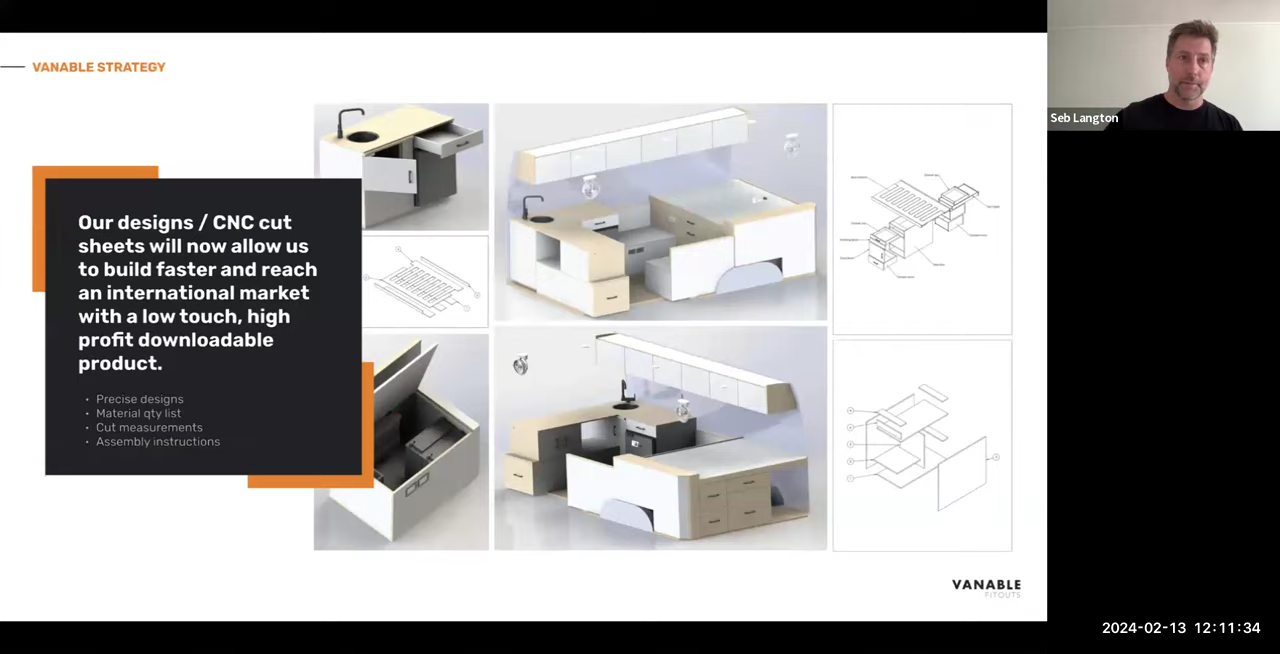 VANABLE STRATEGY
Our designs / CNC cut
sheets will now allow us
to build faster and reach
an international market
with a low touch, high
profit downloadable
product.
• Precise designs
• Material qty list
• Cut measurements
• Assembly instructions
VANABLE
FITOUTS
Seb Langton
2024-02-13 12:11:34